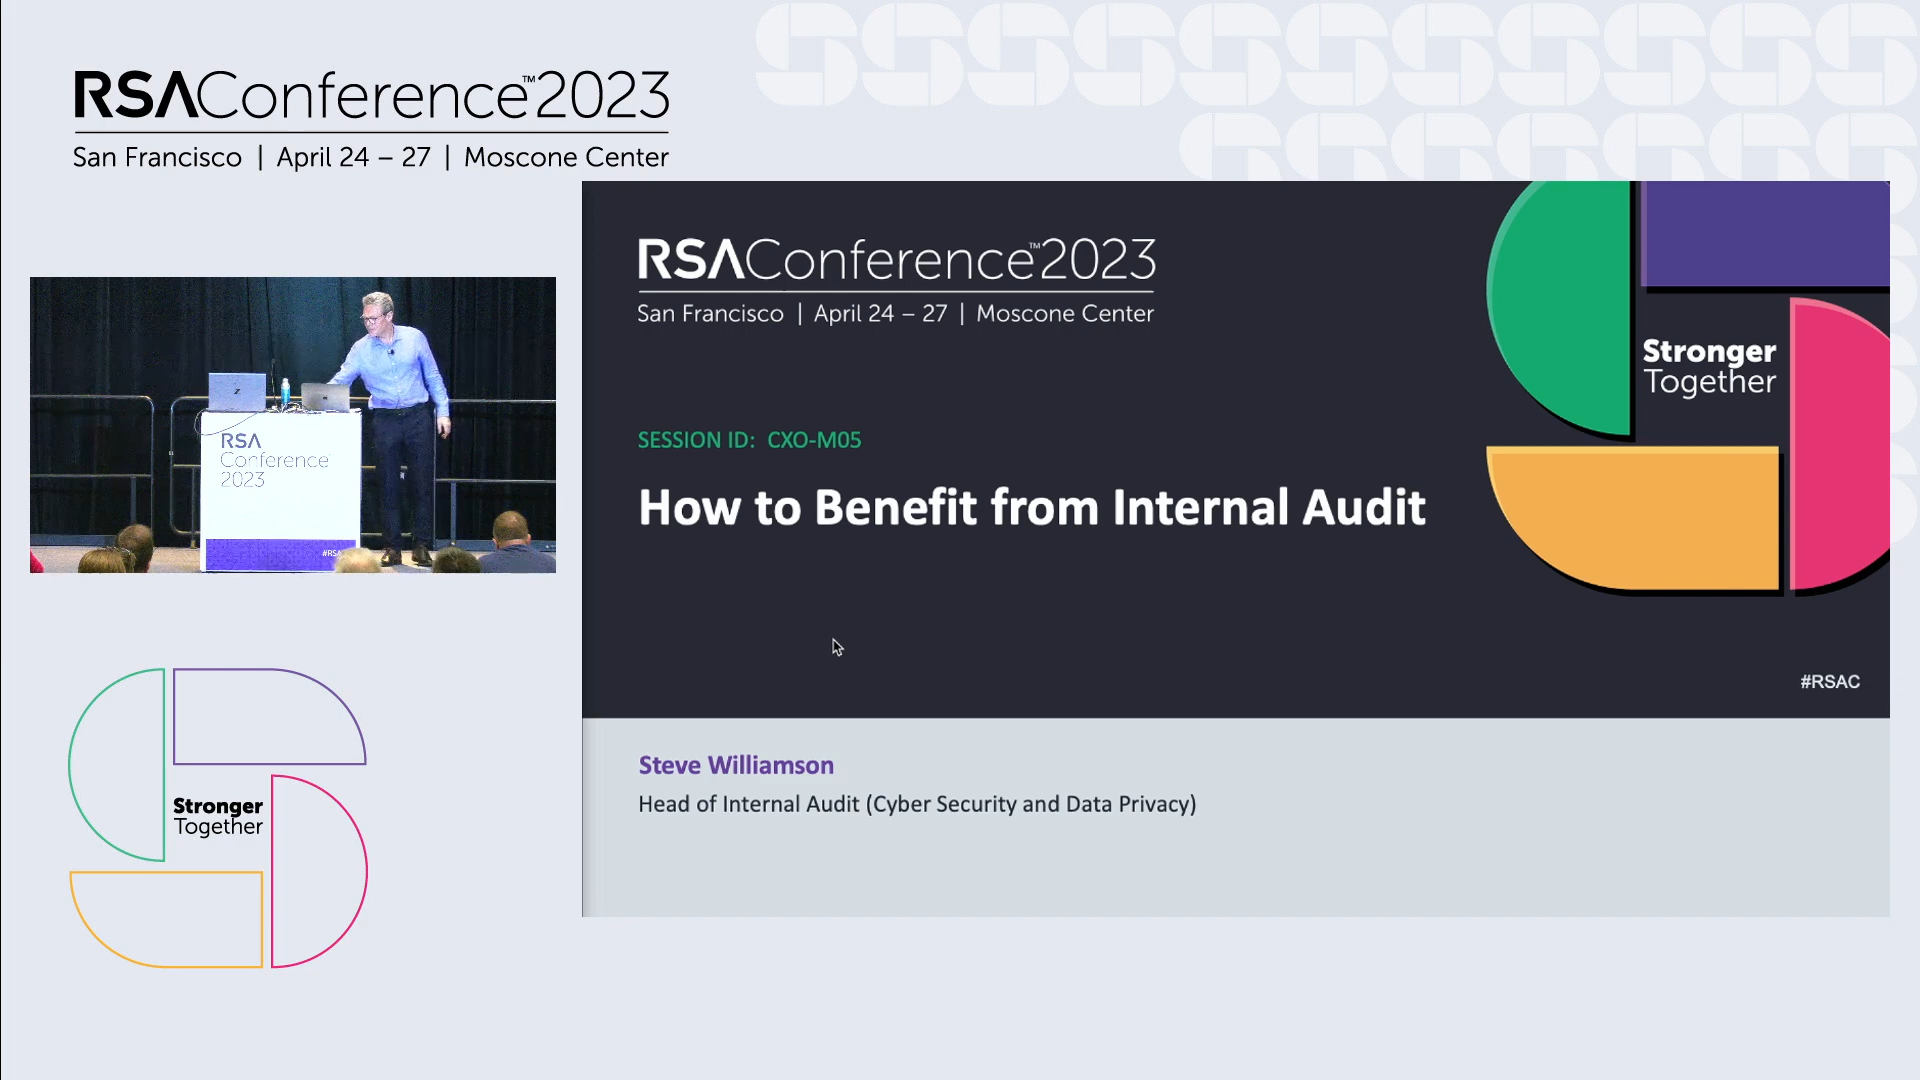 RSAConference™2023
San Francisco | April 24 – 27 | Moscone Center
RSAConference™2023
San Francisco | April 24 – 27 | Moscone Center
Stronger
Together
SESSION ID: CXO-M05
How to Benefit from Internal Audit
#RSAC
Steve Williamson
Head of Internal Audit (Cyber Security and Data Privacy)
RSA
Conference
2023
#RSA
Stronger
Together